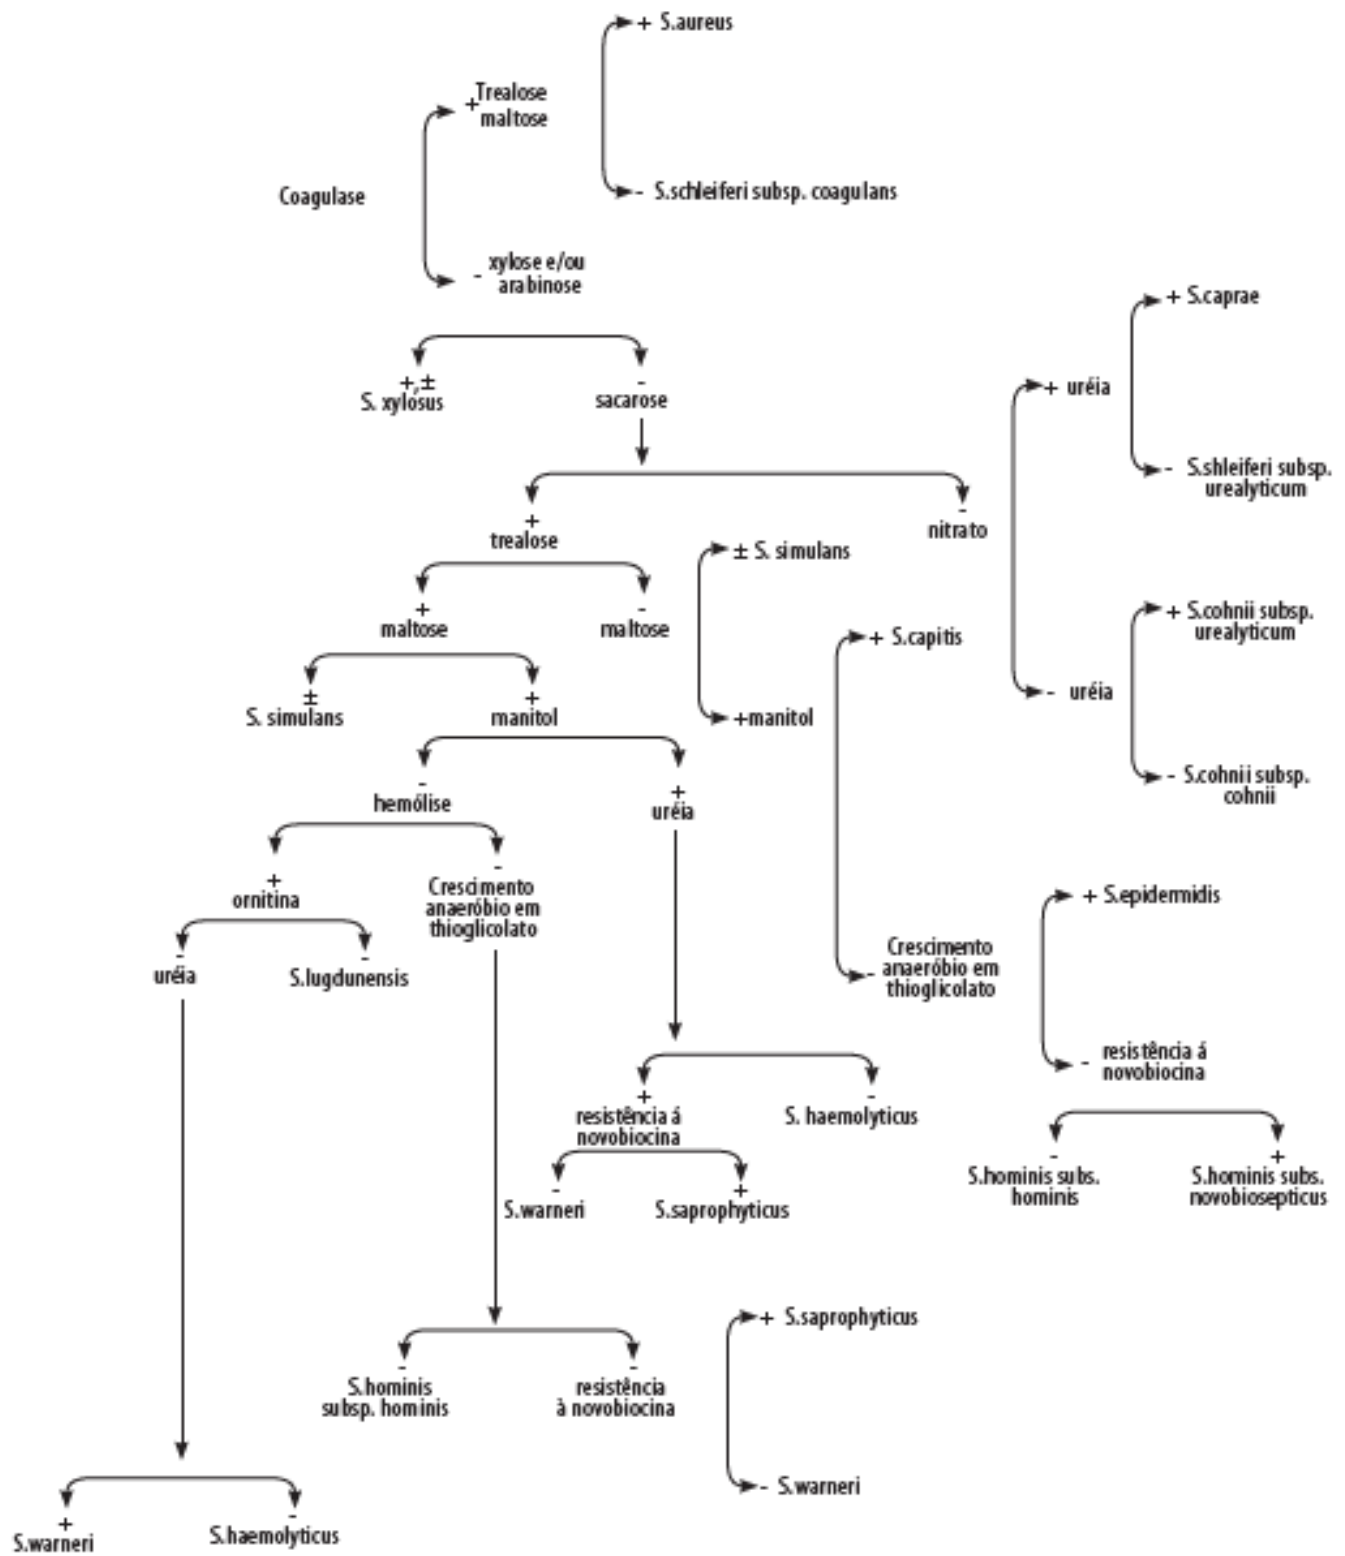 + S.aureus
+Trealose
maltose
Coagulase
- S.schleiferi subsp. coagulans
- xylose e/ou
arabinose
+ S.caprae
+,±
S. xylosus
-
sacarose
+ uréia
- S.shleiferi subsp.
urealyticum
+
trealose
-
nitrato
± S. simulans
+
maltose
-
maltose
+ S.cohnii subsp.
urealyticum
+ S.capitis
- uréia
±
S. simulans
+
manitol
+manitol
- S.cohnii subsp.
cohnii
-
hemólise
+
uréia
+
ornitina
-
Crescimento
anaeróbio em
thioglicolato
+ S.epidermidis
-
uréia
-
S.lugdunensis
Crescimento
- anaeróbio em
thioglicolato
- resistência á
novobiocina
+
resistência á
novobiocina
-
S. haemolyticus
-
S.hominis subs.
hominis
+
S.hominis subs.
novobiosepticus
-
S.warneri
+
S.saprophyticus
+ S.saprophyticus
-
S.hominis
subsp. hominis
-
resistência
à novobiocina
- S.warneri
+
S.warneri
-
S.haemolyticus